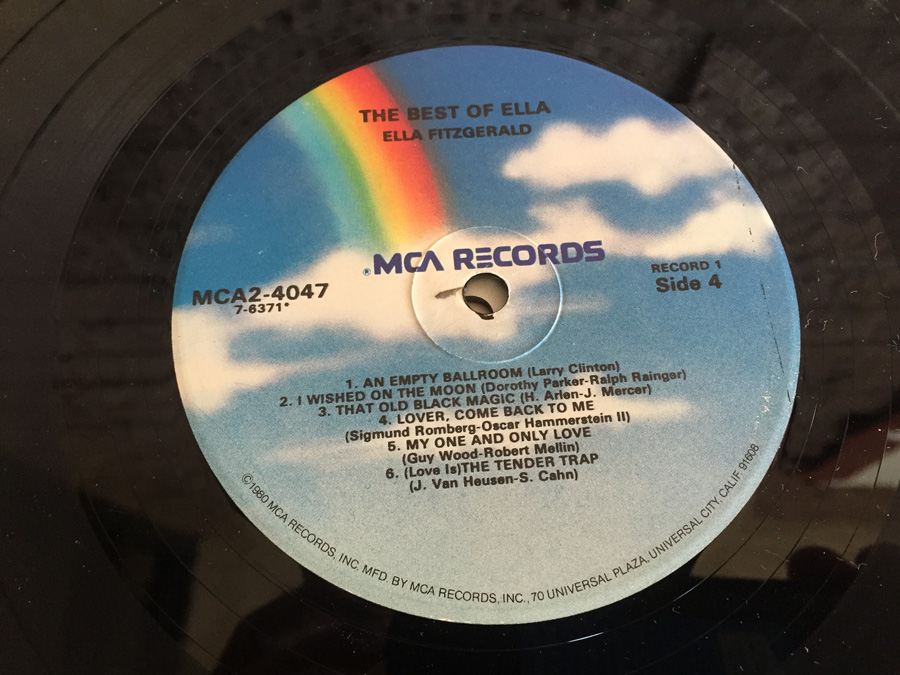 THE BEST OF ELLA
ELLA FITZGERALD
®MCA RECORDS
MCA2-4047
7-6371*
RECORD 1
Side 4
1. AN EMPTY BALLROOM (Larry Clinton)
2. I WISHED ON THE MOON (Dorothy Parker-Ralph Rainger)
3. THAT OLD BLACK MAGIC (H. Arlen-J. Mercer)
4. LOVER, COME BACK TO ME
(Sigmund Romberg-Oscar Hammerstein II)
5. MY ONE AND ONLY LOVE
(Guy Wood-Robert Mellin)
6. (Love Is)THE TENDER TRAP
(J. Van Heusen-S. Cahn)
©1980 MCA RECORDS, INC. MFD. BY MCA RECORDS, INC., 70 UNIVERSAL PLAZA, UNIVERSAL CITY, CALIF 91608